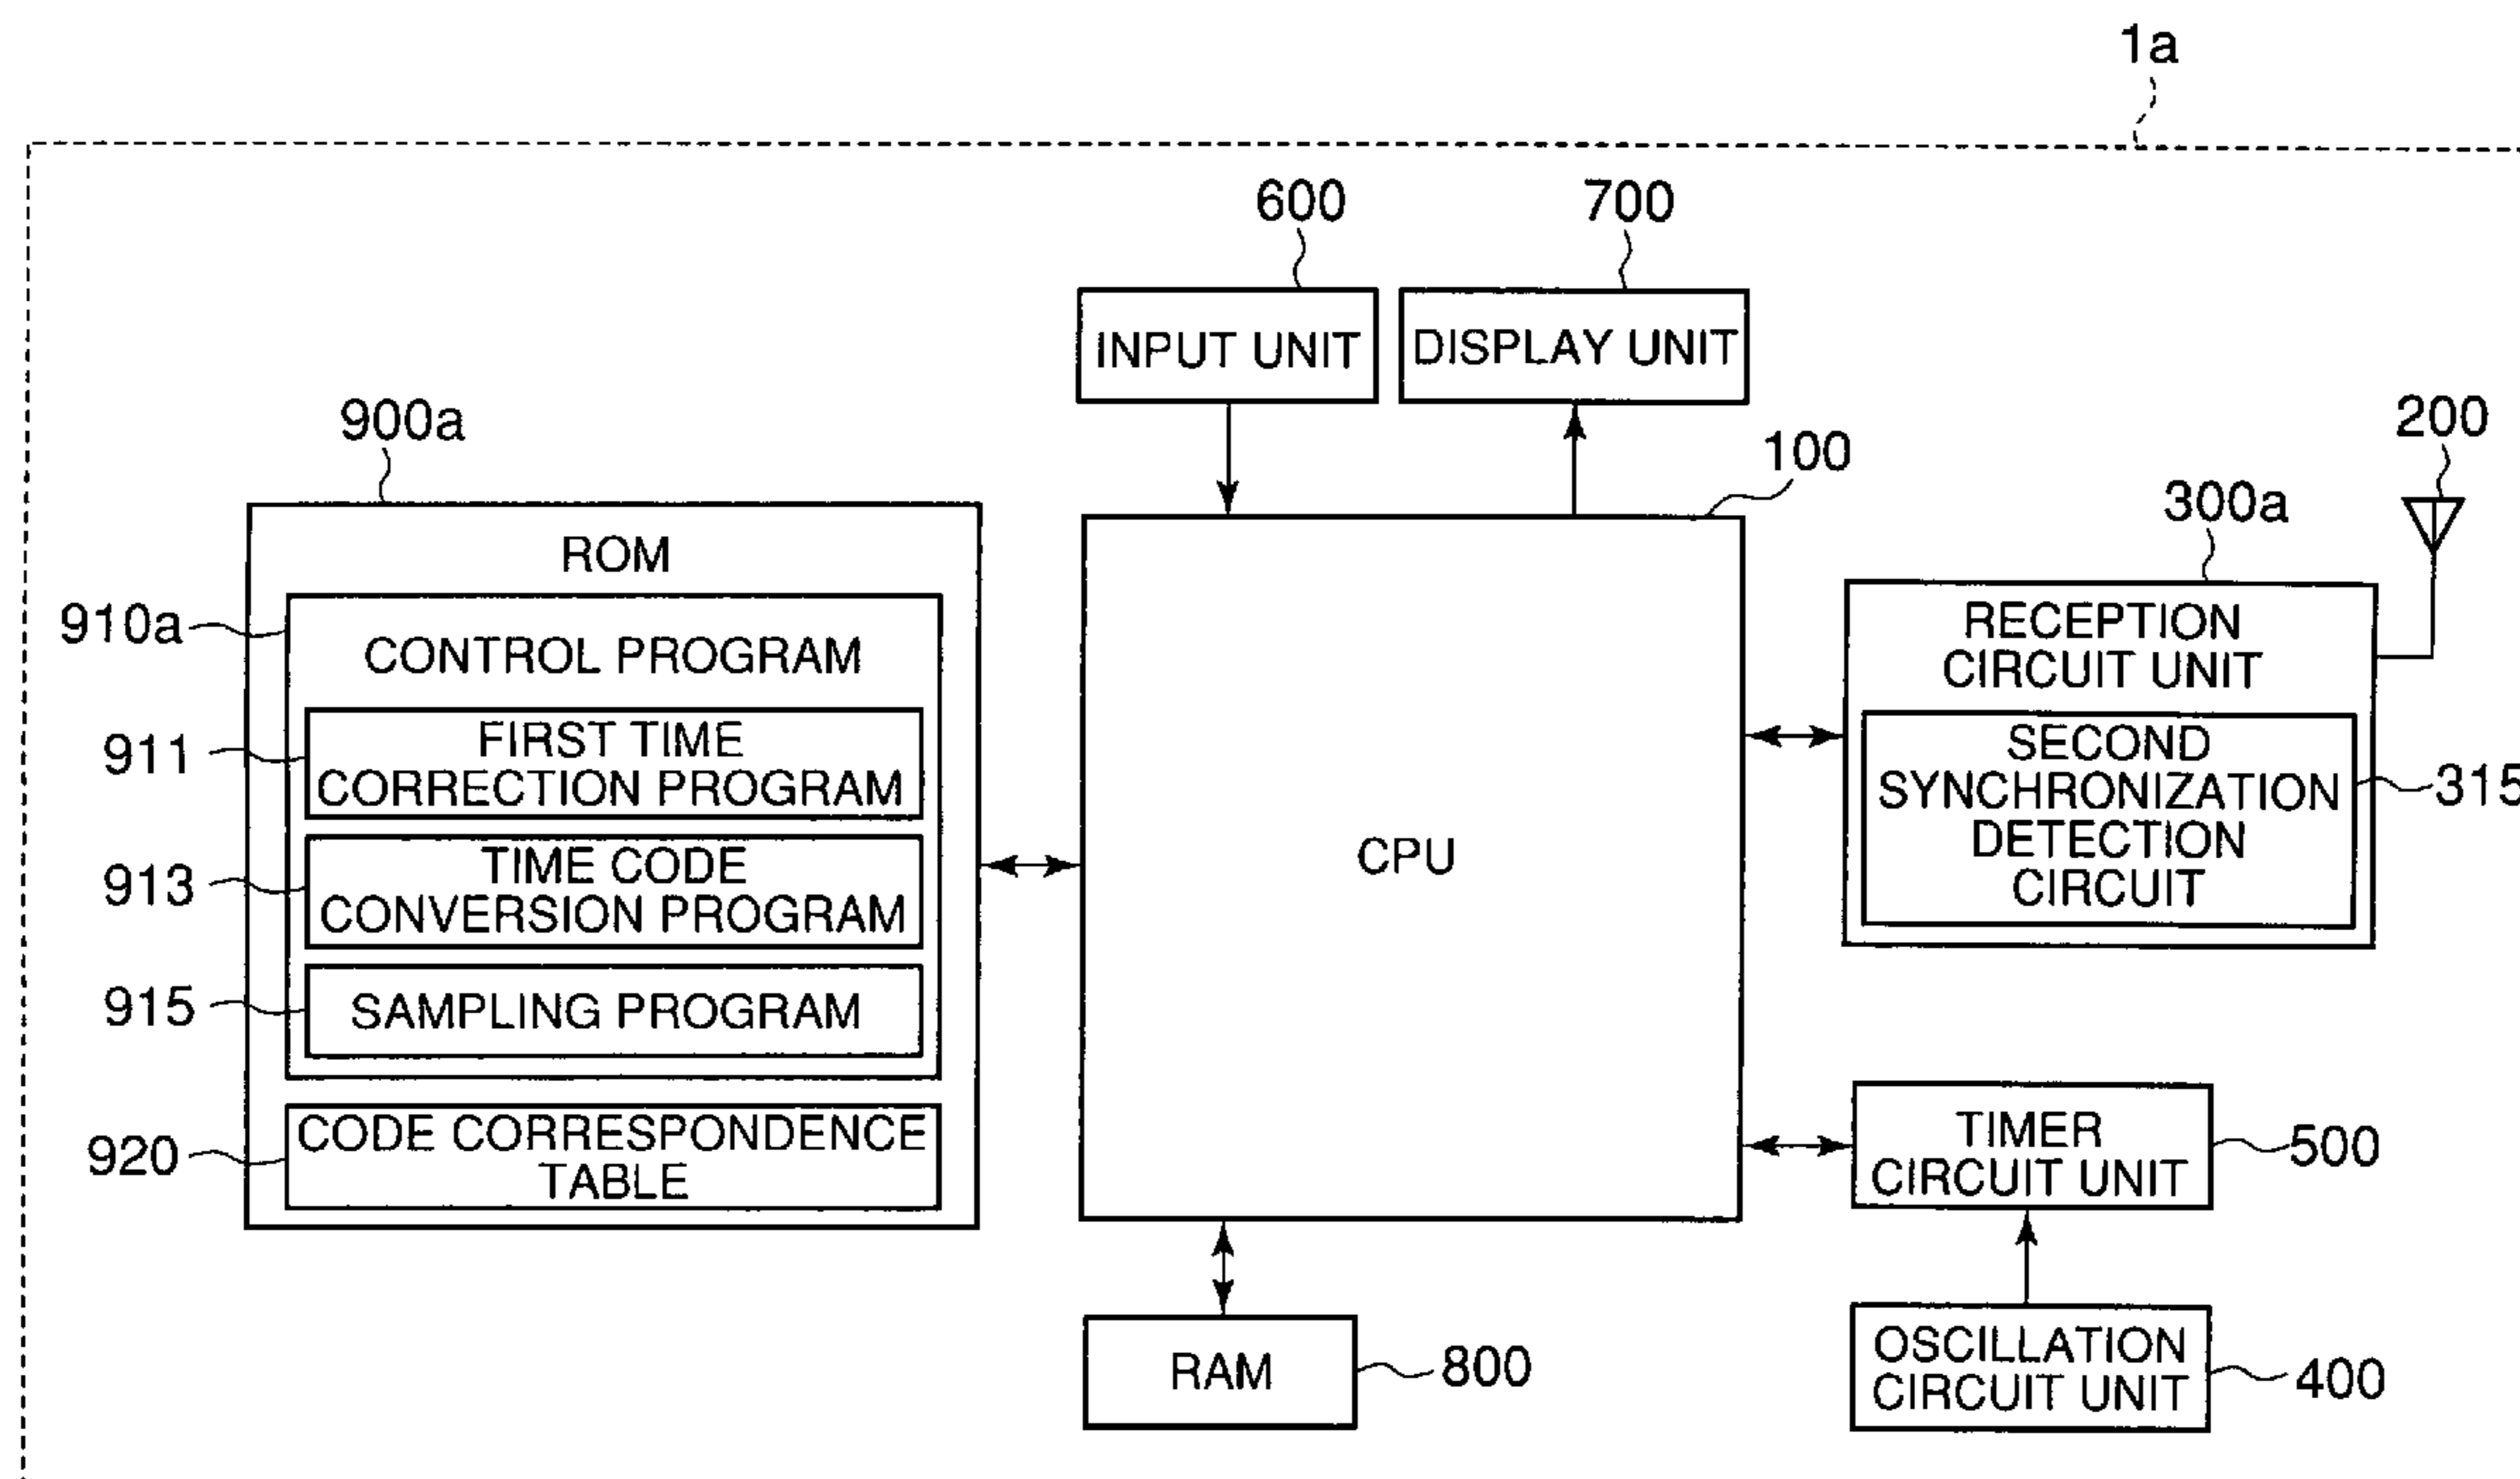 1a
600
700
INPUT UNIT
DISPLAY UNIT
900a
100
200
300a
ROM
910a
CONTROL PROGRAM
911
FIRST TIME
CORRECTION PROGRAM
913
TIME CODE
CONVERSION PROGRAM
915
SAMPLING PROGRAM
920
CODE CORRESPONDENCE
TABLE
CPU
RECEPTION
CIRCUIT UNIT
SECOND
SYNCHRONIZATION
DETECTION
CIRCUIT
315
TIMER
CIRCUIT UNIT
500
RAM
800
OSCILLATION
CIRCUIT UNIT
400